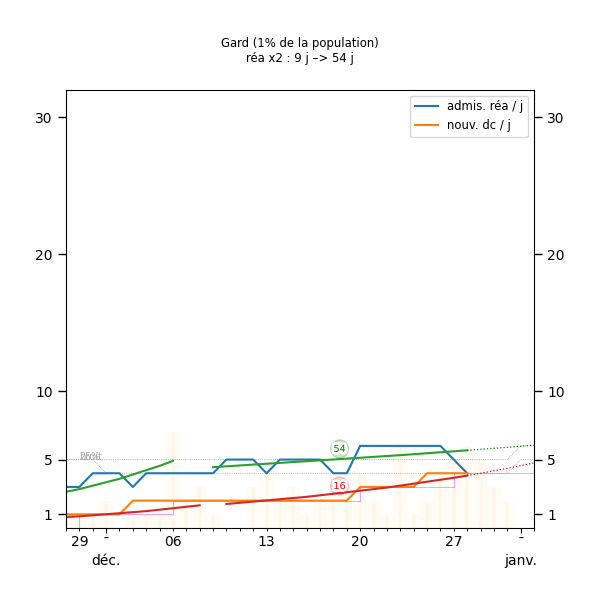 Gard (1% de la population)
réa x2 : 9 j –> 54 j
admis. réa / j
nouv. dc / j
30 30
20 20
10 10
5 5
1 1
54
16
29 - 06 13 20 27 -
déc. janv.